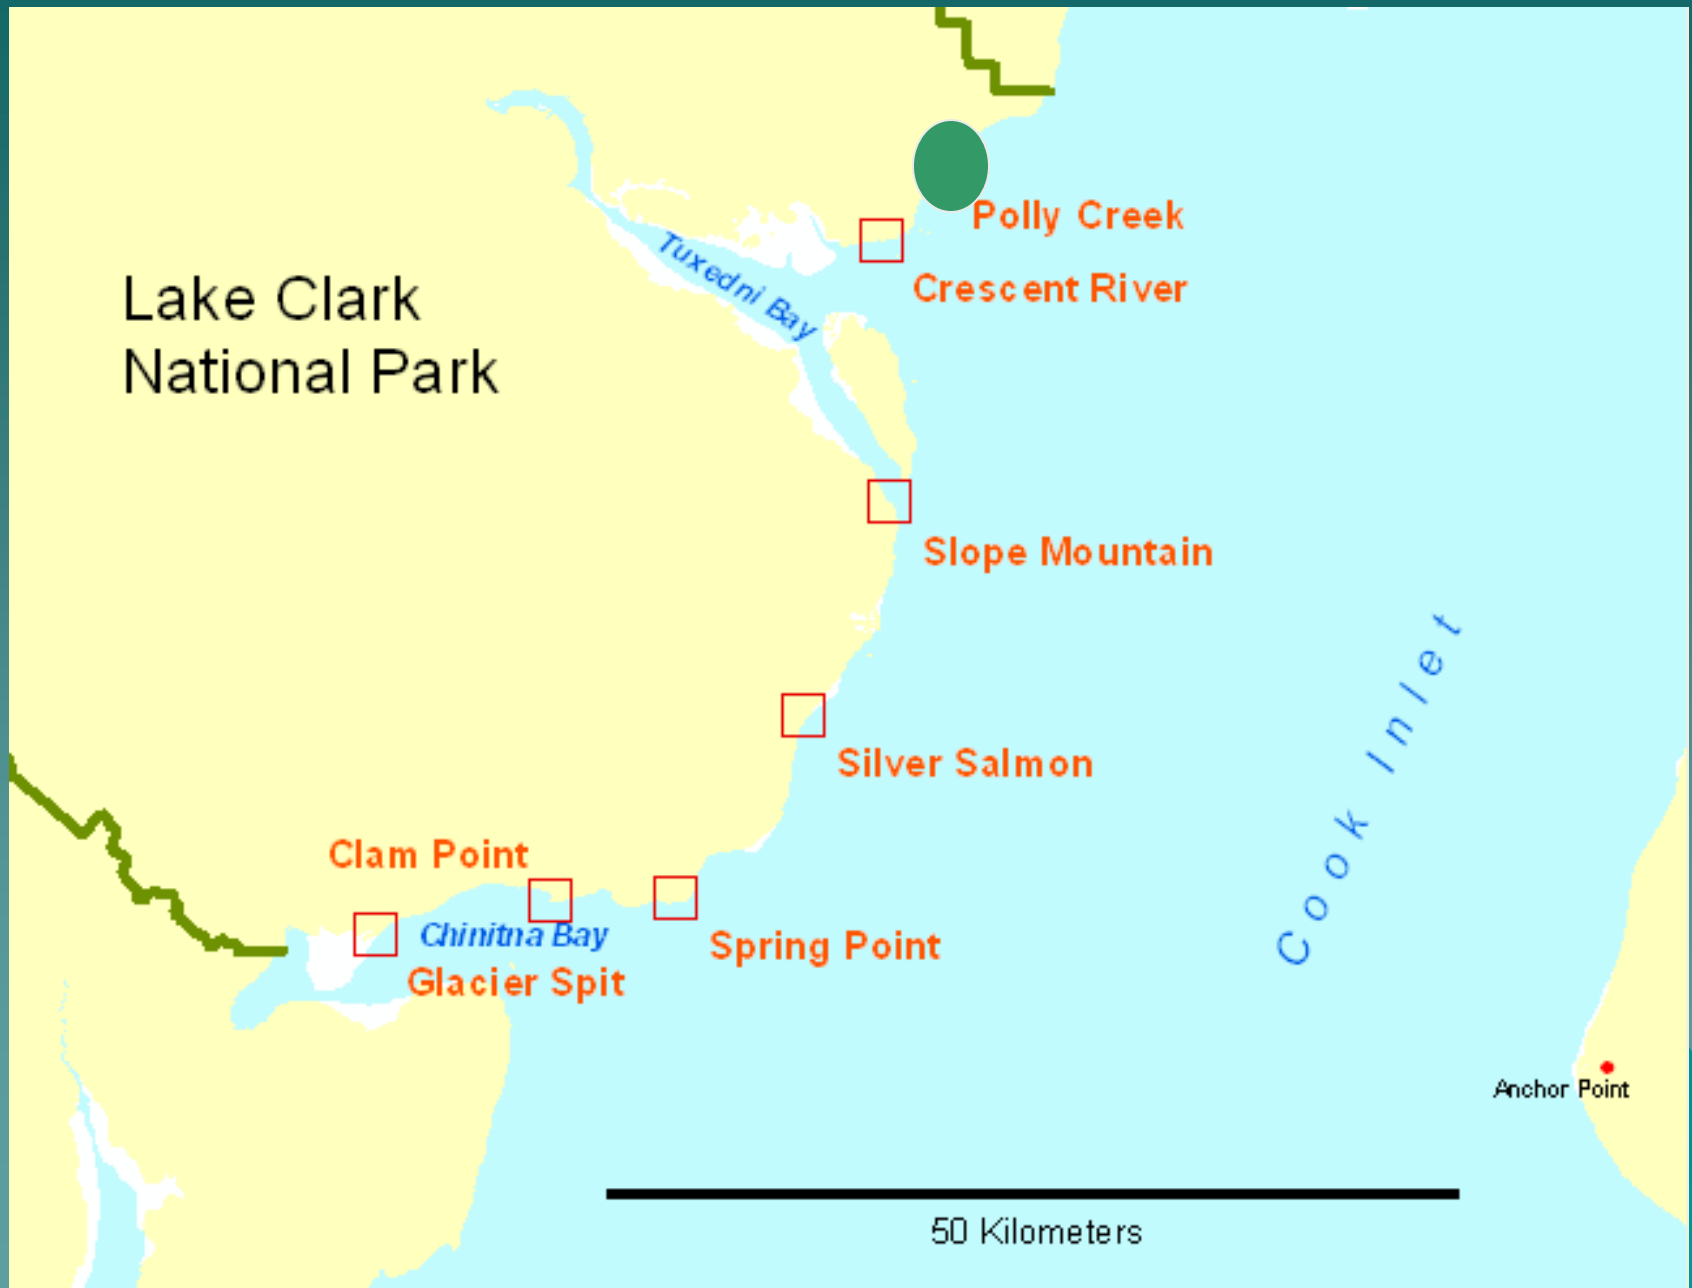 Polly Creek
Tuxedni Bay
Crescent River
Lake Clark
National Park
Slope Mountain
Cook Inlet
Silver Salmon
Clam Point
Chinitna Bay
Spring Point
Glacier Spit
Anchor Point
50 Kilometers